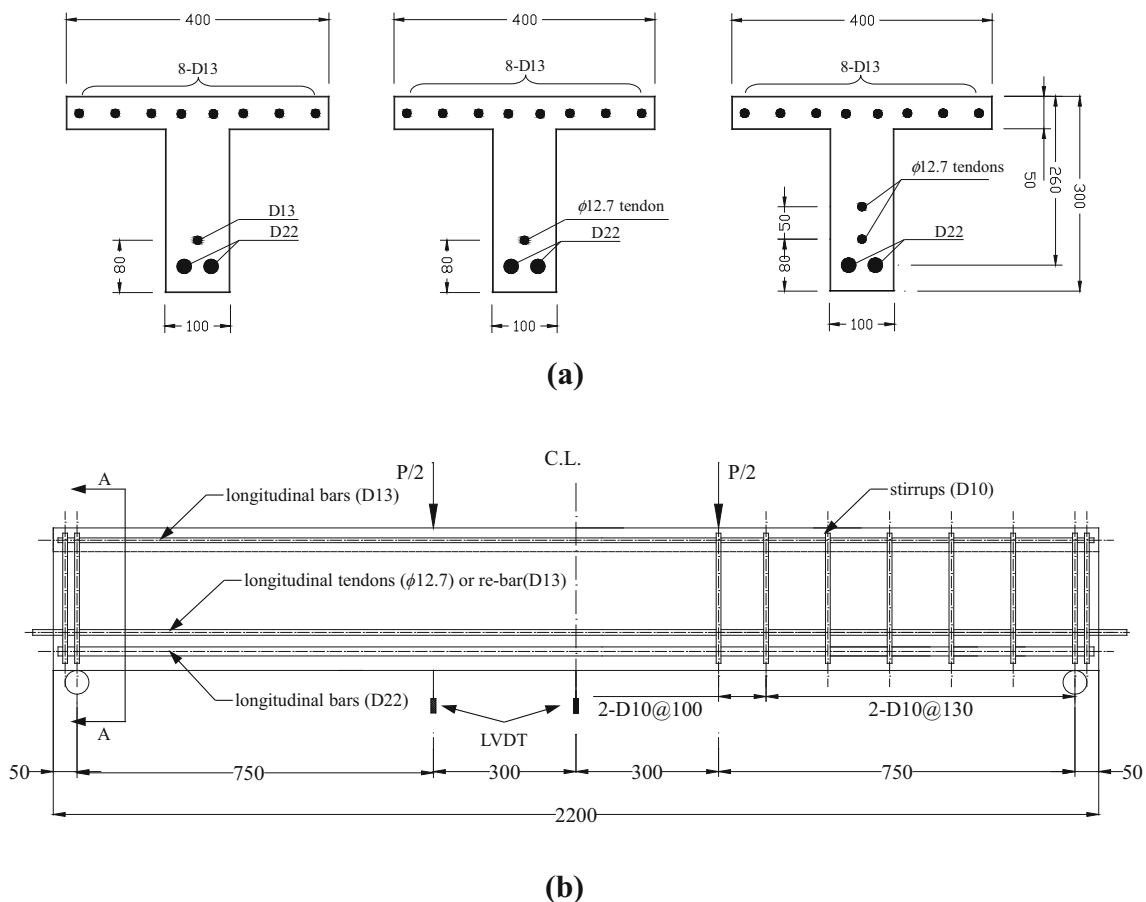 400
400
400
8-D13
8-D13
8-D13
D13
D22
80
100
ϕ12.7 tendon
D22
80
100
ϕ12.7 tendons
D22
50
80
100
50
260
300
(a)
C.L.
A
P/2
P/2
longitudinal bars (D13)
stirrups (D10)
longitudinal tendons (ϕ12.7) or re-bar(D13)
longitudinal bars (D22)
A
LVDT
2-D10@100
2-D10@130
50
750
300
300
750
50
2200
(b)